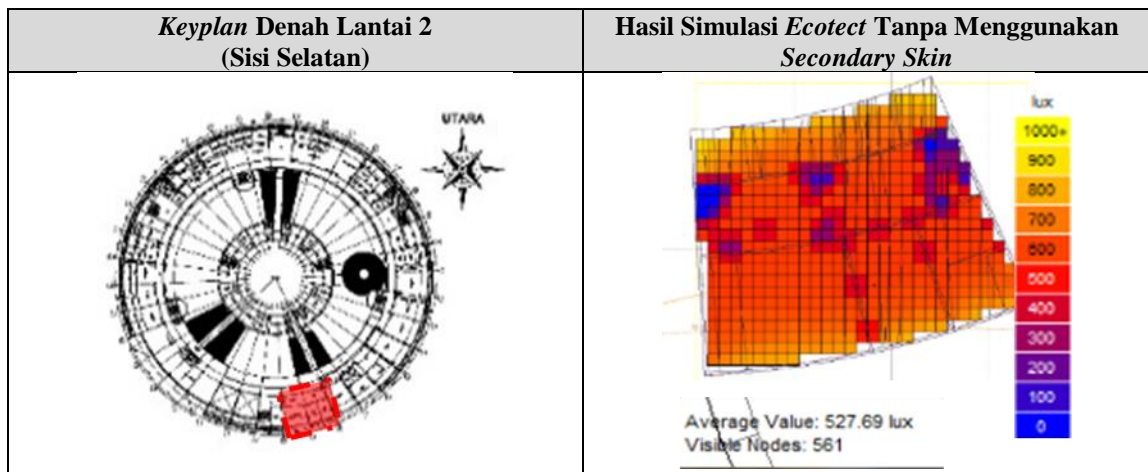 Keyplan Denah Lantai 2
(Sisi Selatan)
Hasil Simulasi Ecotect Tanpa Menggunakan
Secondary Skin
UTARA
lux
1000+
900
800
700
600
500
400
300
200
100
0
Average Value: 527.69 lux
Visible Nodes: 561